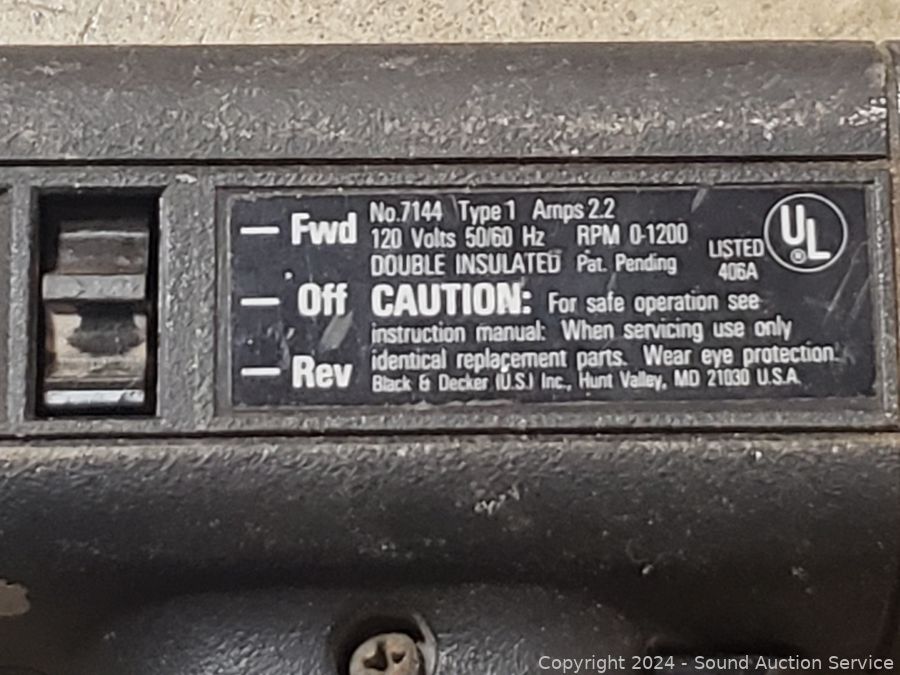 Fwd
Off
Rev
No.7144 Type 1 Amps 2.2
120 Volts 50/60 Hz RPM 0-1200
DOUBLE INSULATED Pat. Pending
LISTED
406A
UL
®
CAUTION: For safe operation see
instruction manual. When servicing use only
identical replacement parts. Wear eye protection.
Black & Decker (U.S.) Inc., Hunt Valley, MD 21030 U.S.A.
Copyright 2024 - Sound Auction Service